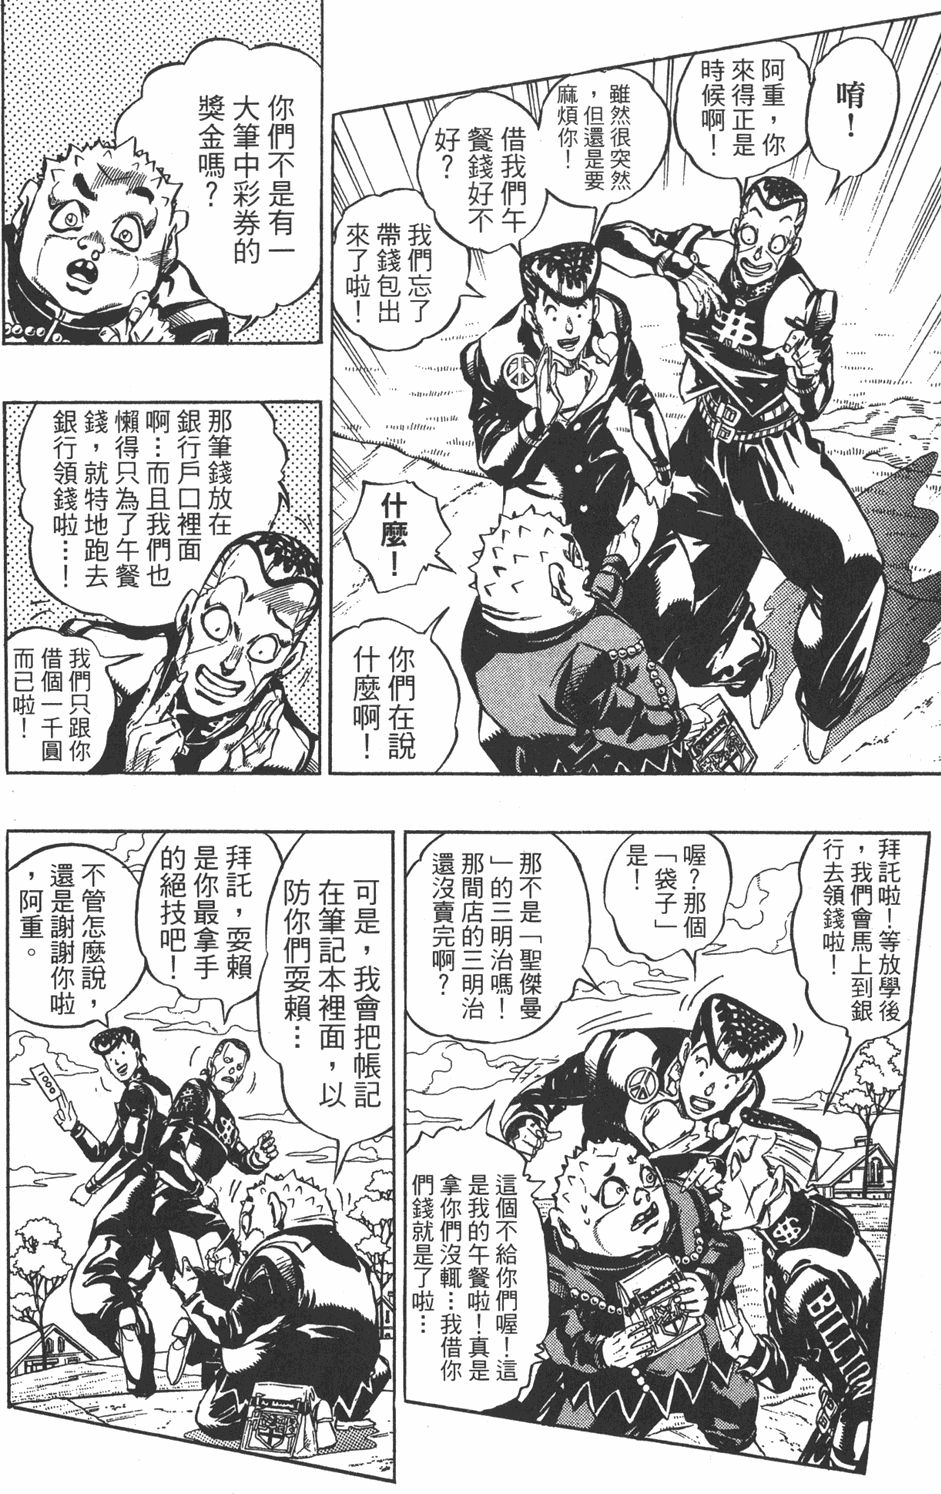 唷！
阿重，你
來得正是
時候啊！
雖然很突然
，但還是要
麻煩你！
借我們午
餐錢好不
好？
我們忘了
帶錢包出
來了啦！
什麼！
你們在說
什麼啊！
你們不是有一
大筆中彩券的
獎金嗎？
那筆錢放在
銀行戶口裡面
啊…而且我們也
懶得只為了午餐
錢，就特地跑去
銀行領錢啦…！
我們只跟你
借個一千圓
而已啦！
拜託啦！等放學後
，我們會馬上到銀
行去領錢啦！
喔？那個
「袋子」
是！
那不是「聖傑曼
」的三明治嗎！
那間店的三明治
還沒賣完啊？
這個不給你們喔！這
是我的午餐啦！真是
拿你們沒輒…我借你
們錢就是了啦…
BILLION
可是，我會把帳記
在筆記本裡面，以
防你們耍賴…
拜託，耍賴
是你最拿手
的絕技吧！
不管怎麼說，
還是謝謝你啦
，阿重。
1000